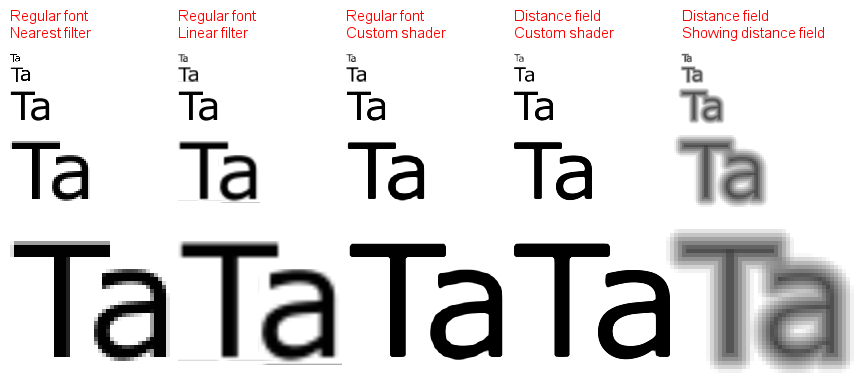 Regular font
Nearest filter
Regular font
Linear filter
Regular font
Custom shader
Distance field
Custom shader
Distance field
Showing distance field
Ta Ta Ta Ta Ta
Ta Ta Ta Ta Ta
Ta Ta Ta Ta Ta
Ta Ta Ta Ta Ta
Ta Ta Ta Ta Ta